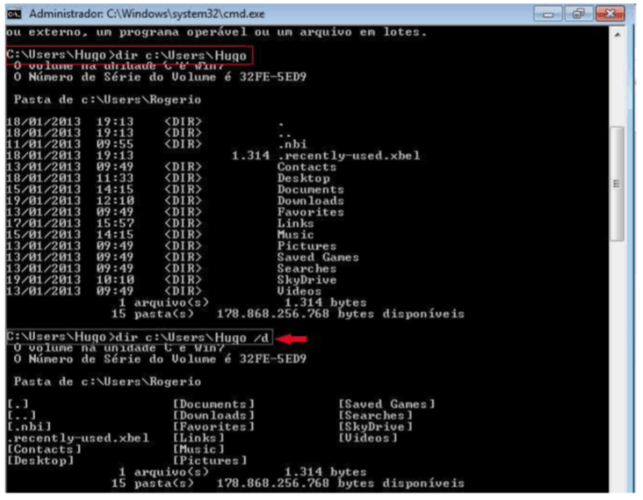 Administrador: C:\Windows\system32\cmd.exe
ou externo, um programa operável ou um arquivo em lotes.
C:\Users\Hugo>dir c:\Users\Hugo
O volume na unidade C é Win7
O Número de Série do Volume é 32FE-5ED9
Pasta de c:\Users\Rogerio
18/01/2013 19:13 <DIR> .
18/01/2013 19:13 <DIR> ..
11/01/2013 09:55 <DIR> .nbi
18/01/2013 19:13 1.314 .recently-used.xbel
13/01/2013 09:49 <DIR> Contacts
18/01/2013 11:33 <DIR> Desktop
15/01/2013 14:15 <DIR> Documents
19/01/2013 12:10 <DIR> Downloads
13/01/2013 09:49 <DIR> Favorites
17/01/2013 15:57 <DIR> Links
15/01/2013 14:15 <DIR> Music
13/01/2013 09:49 <DIR> Pictures
13/01/2013 09:49 <DIR> Saved Games
13/01/2013 09:49 <DIR> Searches
19/01/2013 10:10 <DIR> SkyDrive
13/01/2013 09:49 <DIR> Videos
1 arquivo(s) 1.314 bytes
15 pasta(s) 178.868.256.768 bytes disponíveis
C:\Users\Hugo>dir c:\Users\Hugo /d
O volume na unidade C é Win7
O Número de Série do Volume é 32FE-5ED9
Pasta de c:\Users\Rogerio
[.] [Documents] [Saved Games]
[..] [Downloads] [Searches]
[.nbi] [Favorites] [SkyDrive]
.recently-used.xbel [Links] [Videos]
[Contacts] [Music]
[Desktop] [Pictures]
1 arquivo(s) 1.314 bytes
15 pasta(s) 178.868.256.768 bytes disponíveis